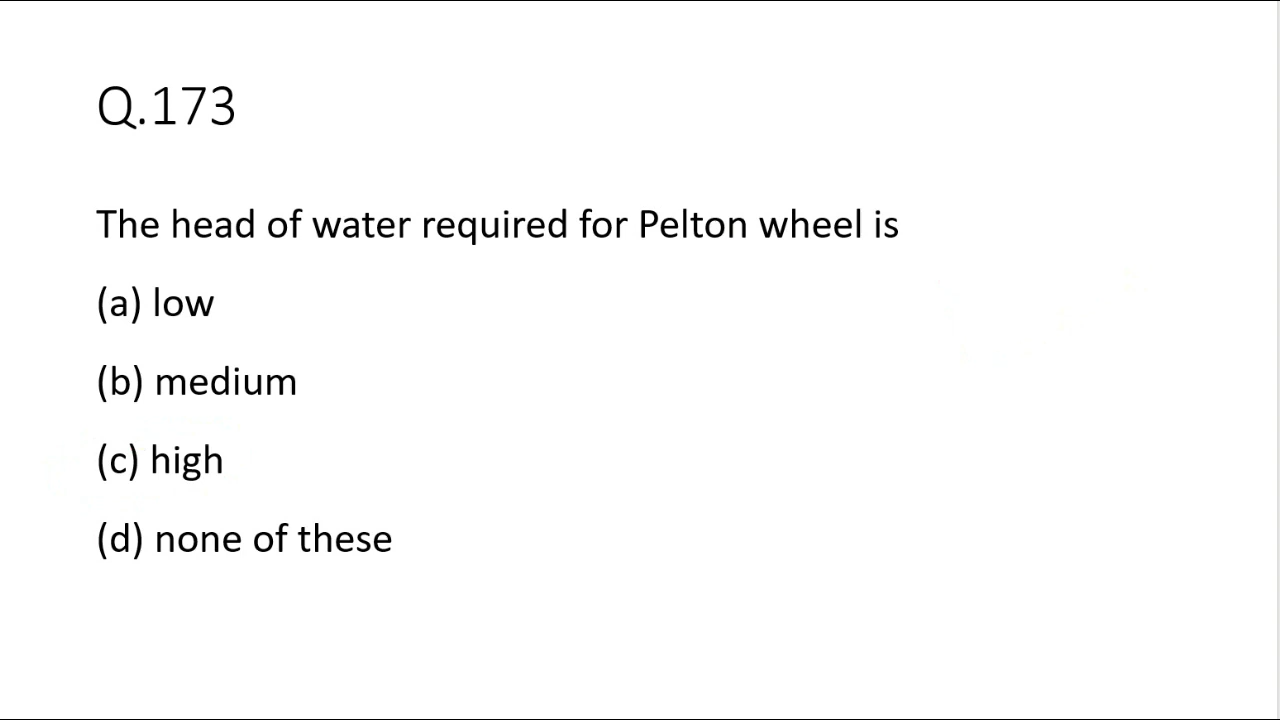 Q.173
The head of water required for Pelton wheel is
(a) low
(b) medium
(c) high
(d) none of these